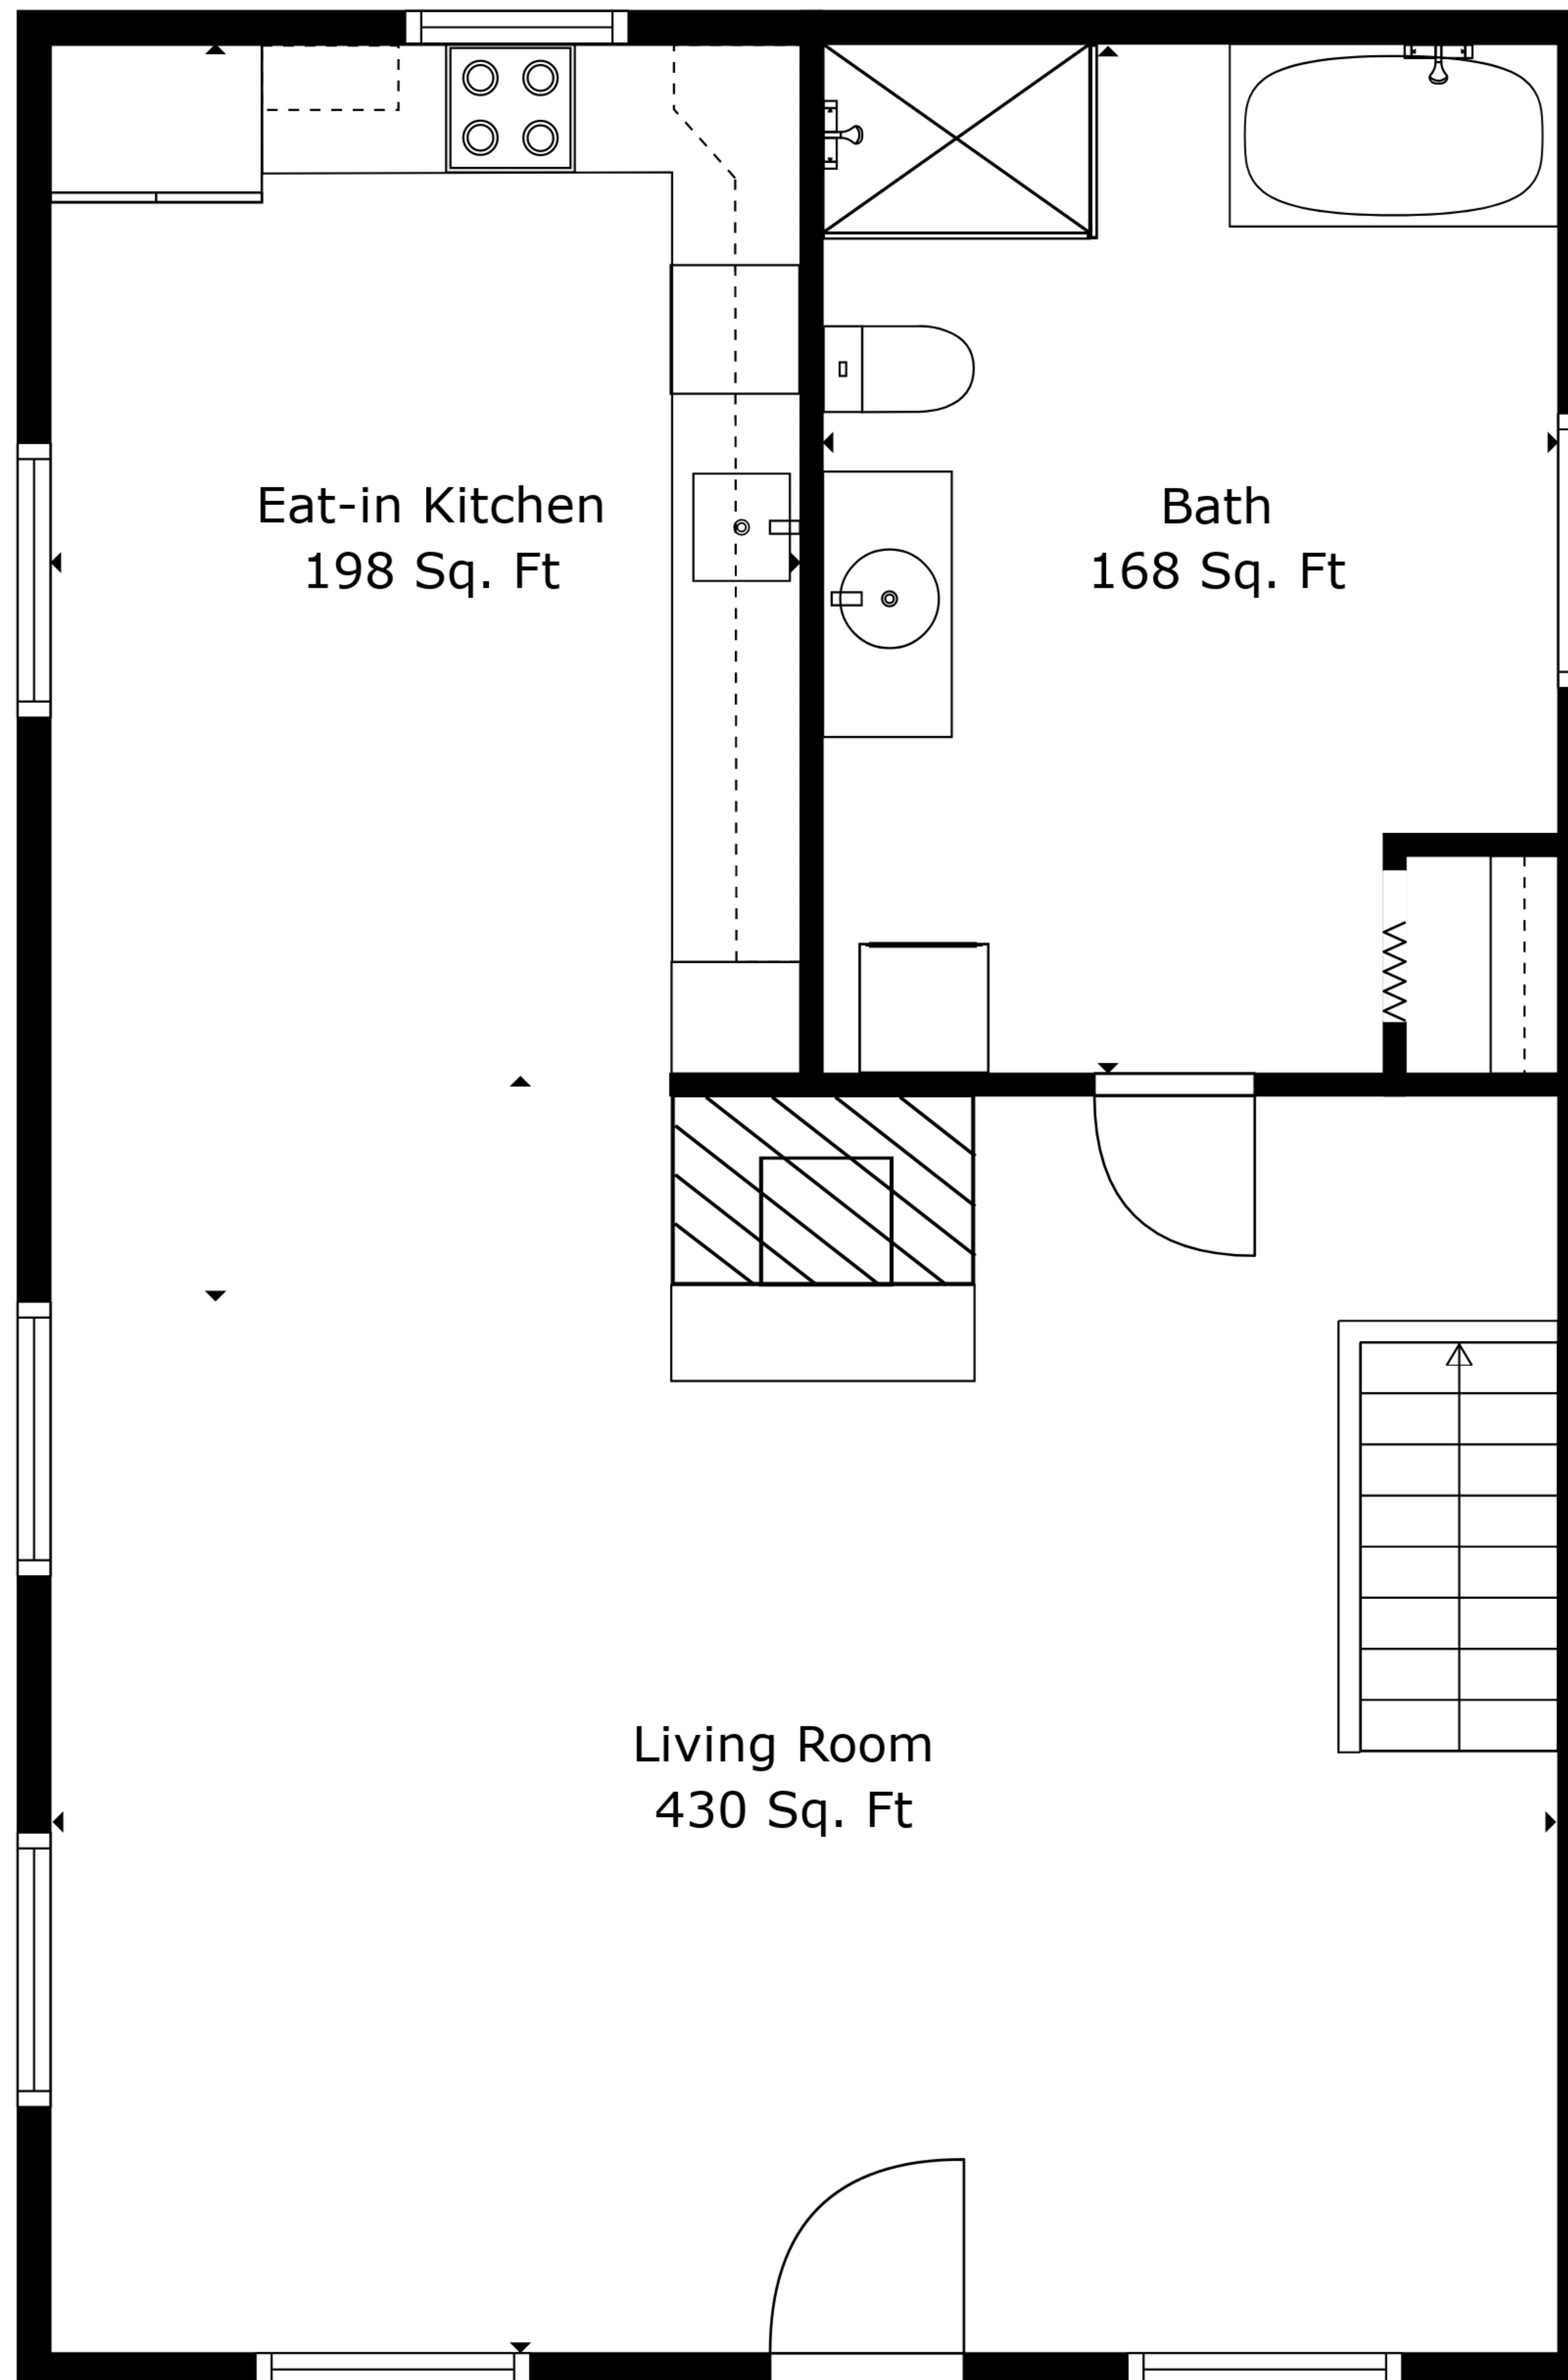 Eat-in Kitchen
198 Sq. Ft
Bath
168 Sq. Ft
Living Room
430 Sq. Ft